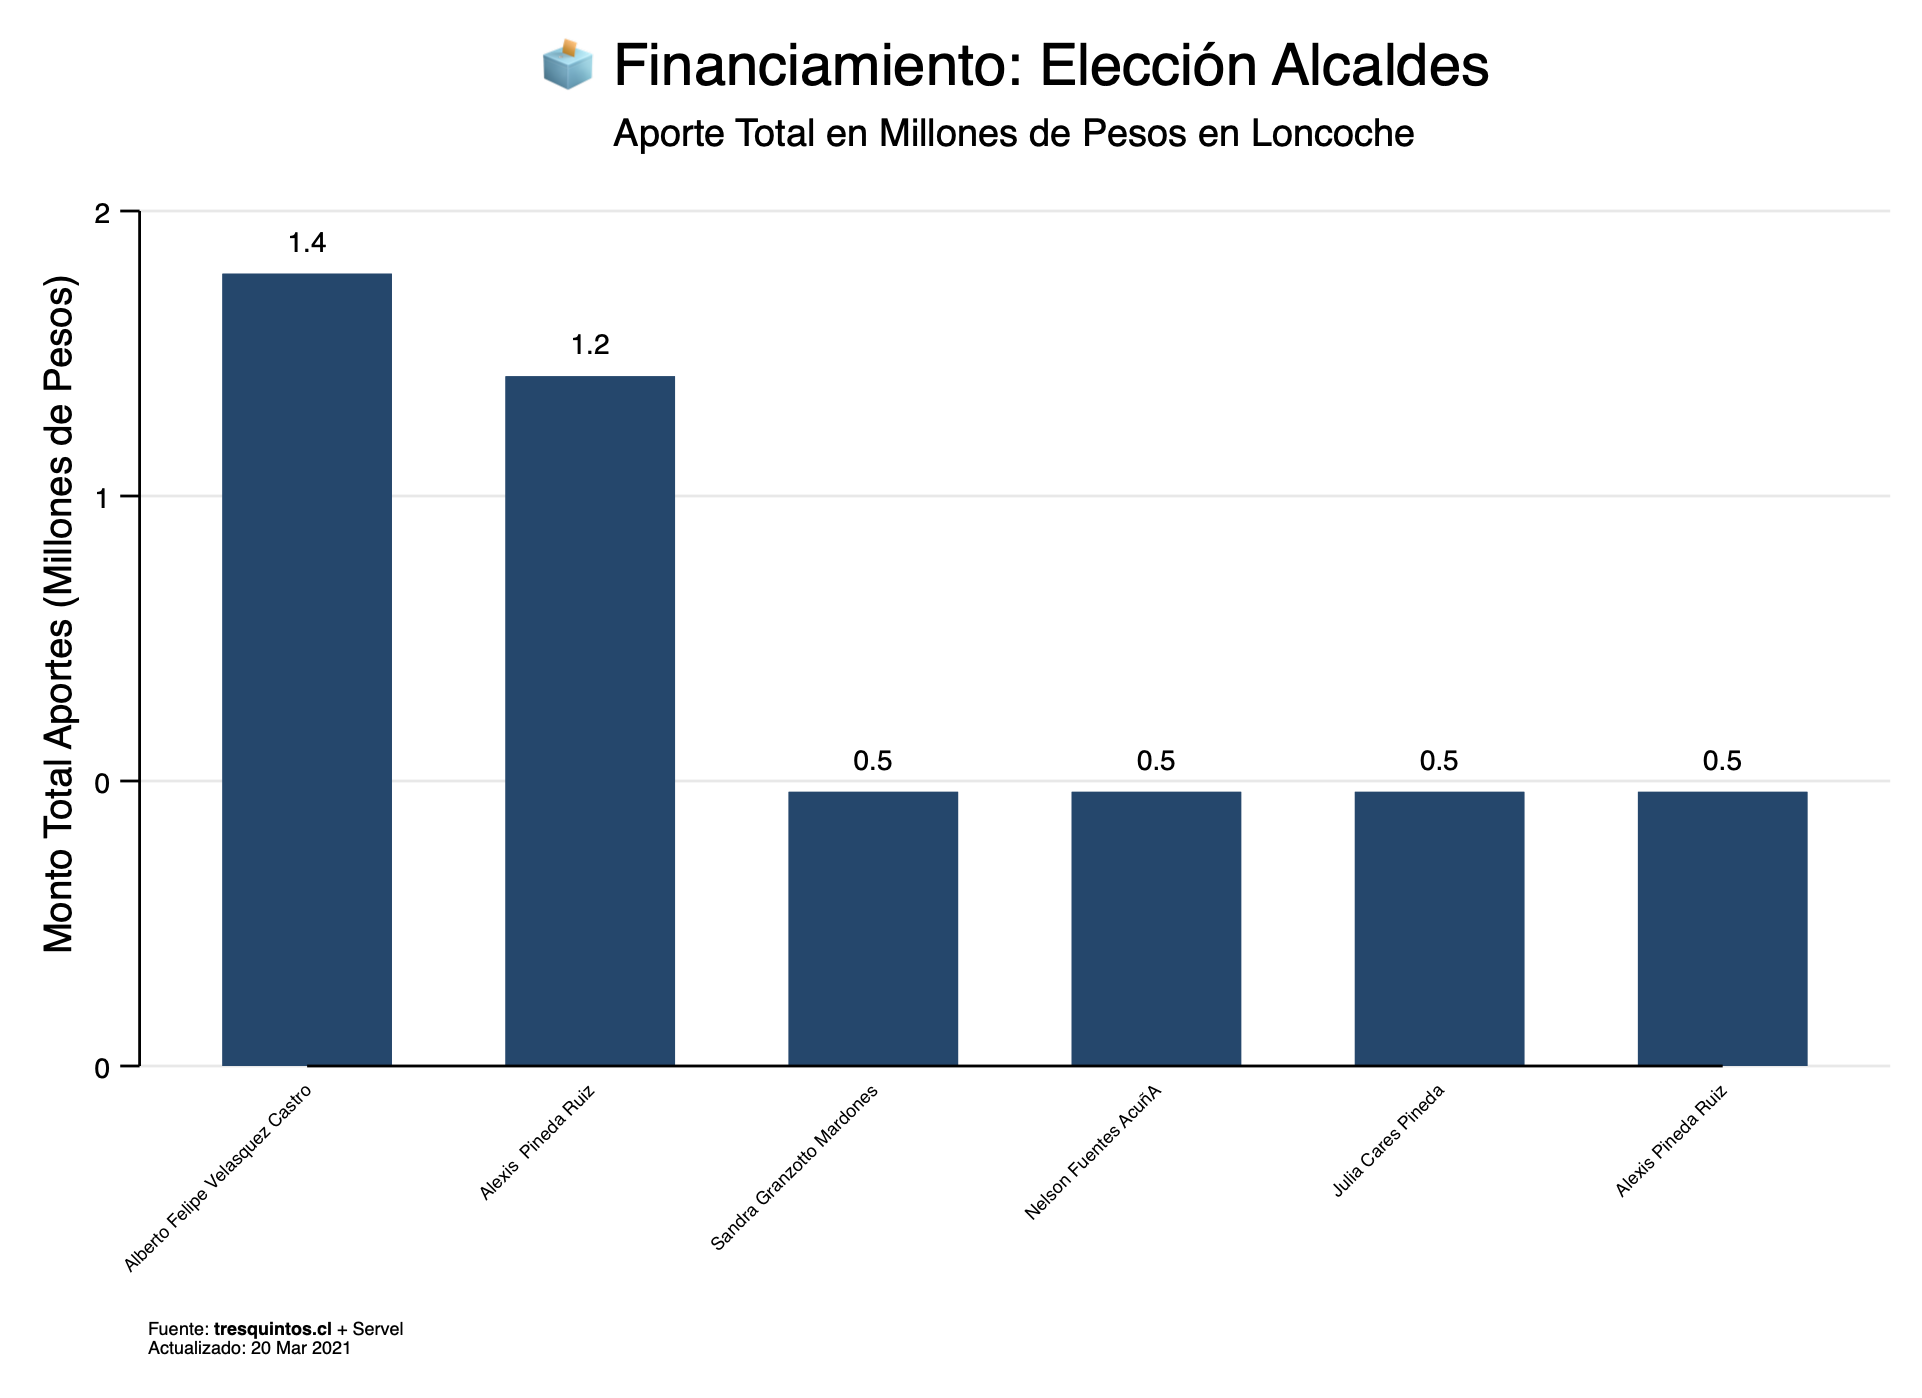 Financiamiento: Elección Alcaldes
Aporte Total en Millones de Pesos en Loncoche
Monto Total Aportes (Millones de Pesos)
2
1
0
0
1.4
1.2
0.5
0.5
0.5
0.5
Alberto Felipe Velasquez Castro
Alexis  Pineda Ruiz
Sandra Granzotto Mardones
Nelson Fuentes AcuñA
Julia Cares Pineda
Alexis Pineda Ruiz
Fuente: tresquintos.cl + Servel
Actualizado: 20 Mar 2021